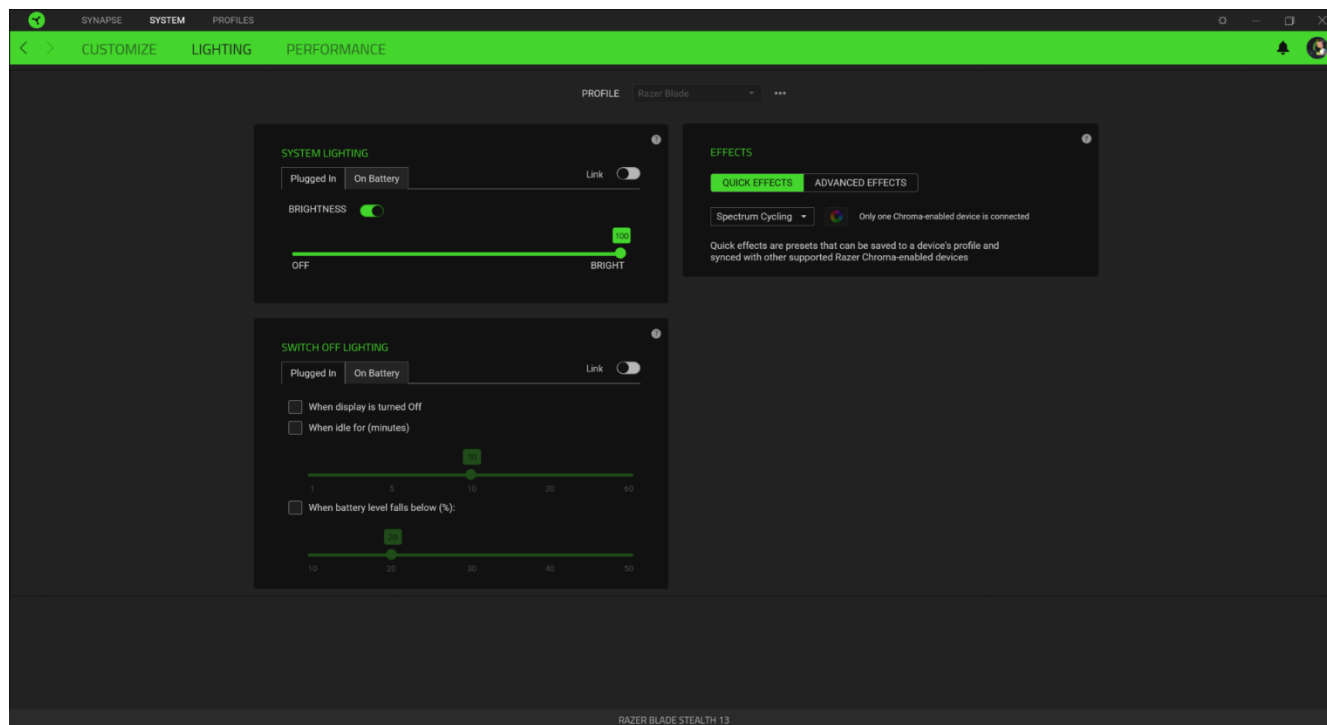 SYNAPSE SYSTEM PROFILES
CUSTOMIZE LIGHTING PERFORMANCE
PROFILE Razer Blade
SYSTEM LIGHTING
Plugged In On Battery Link
BRIGHTNESS
100
OFF BRIGHT
EFFECTS
QUICK EFFECTS ADVANCED EFFECTS
Spectrum Cycling Only one Chroma-enabled device is connected
Quick effects are presets that can be saved to a device's profile and
synced with other supported Razer Chroma-enabled devices
SWITCH OFF LIGHTING
Plugged In On Battery Link
When display is turned Off
When idle for (minutes)
10
1 5 10 30 60
When battery level falls below (%):
20
10 20 30 40 50
RAZER BLADE STEALTH 13